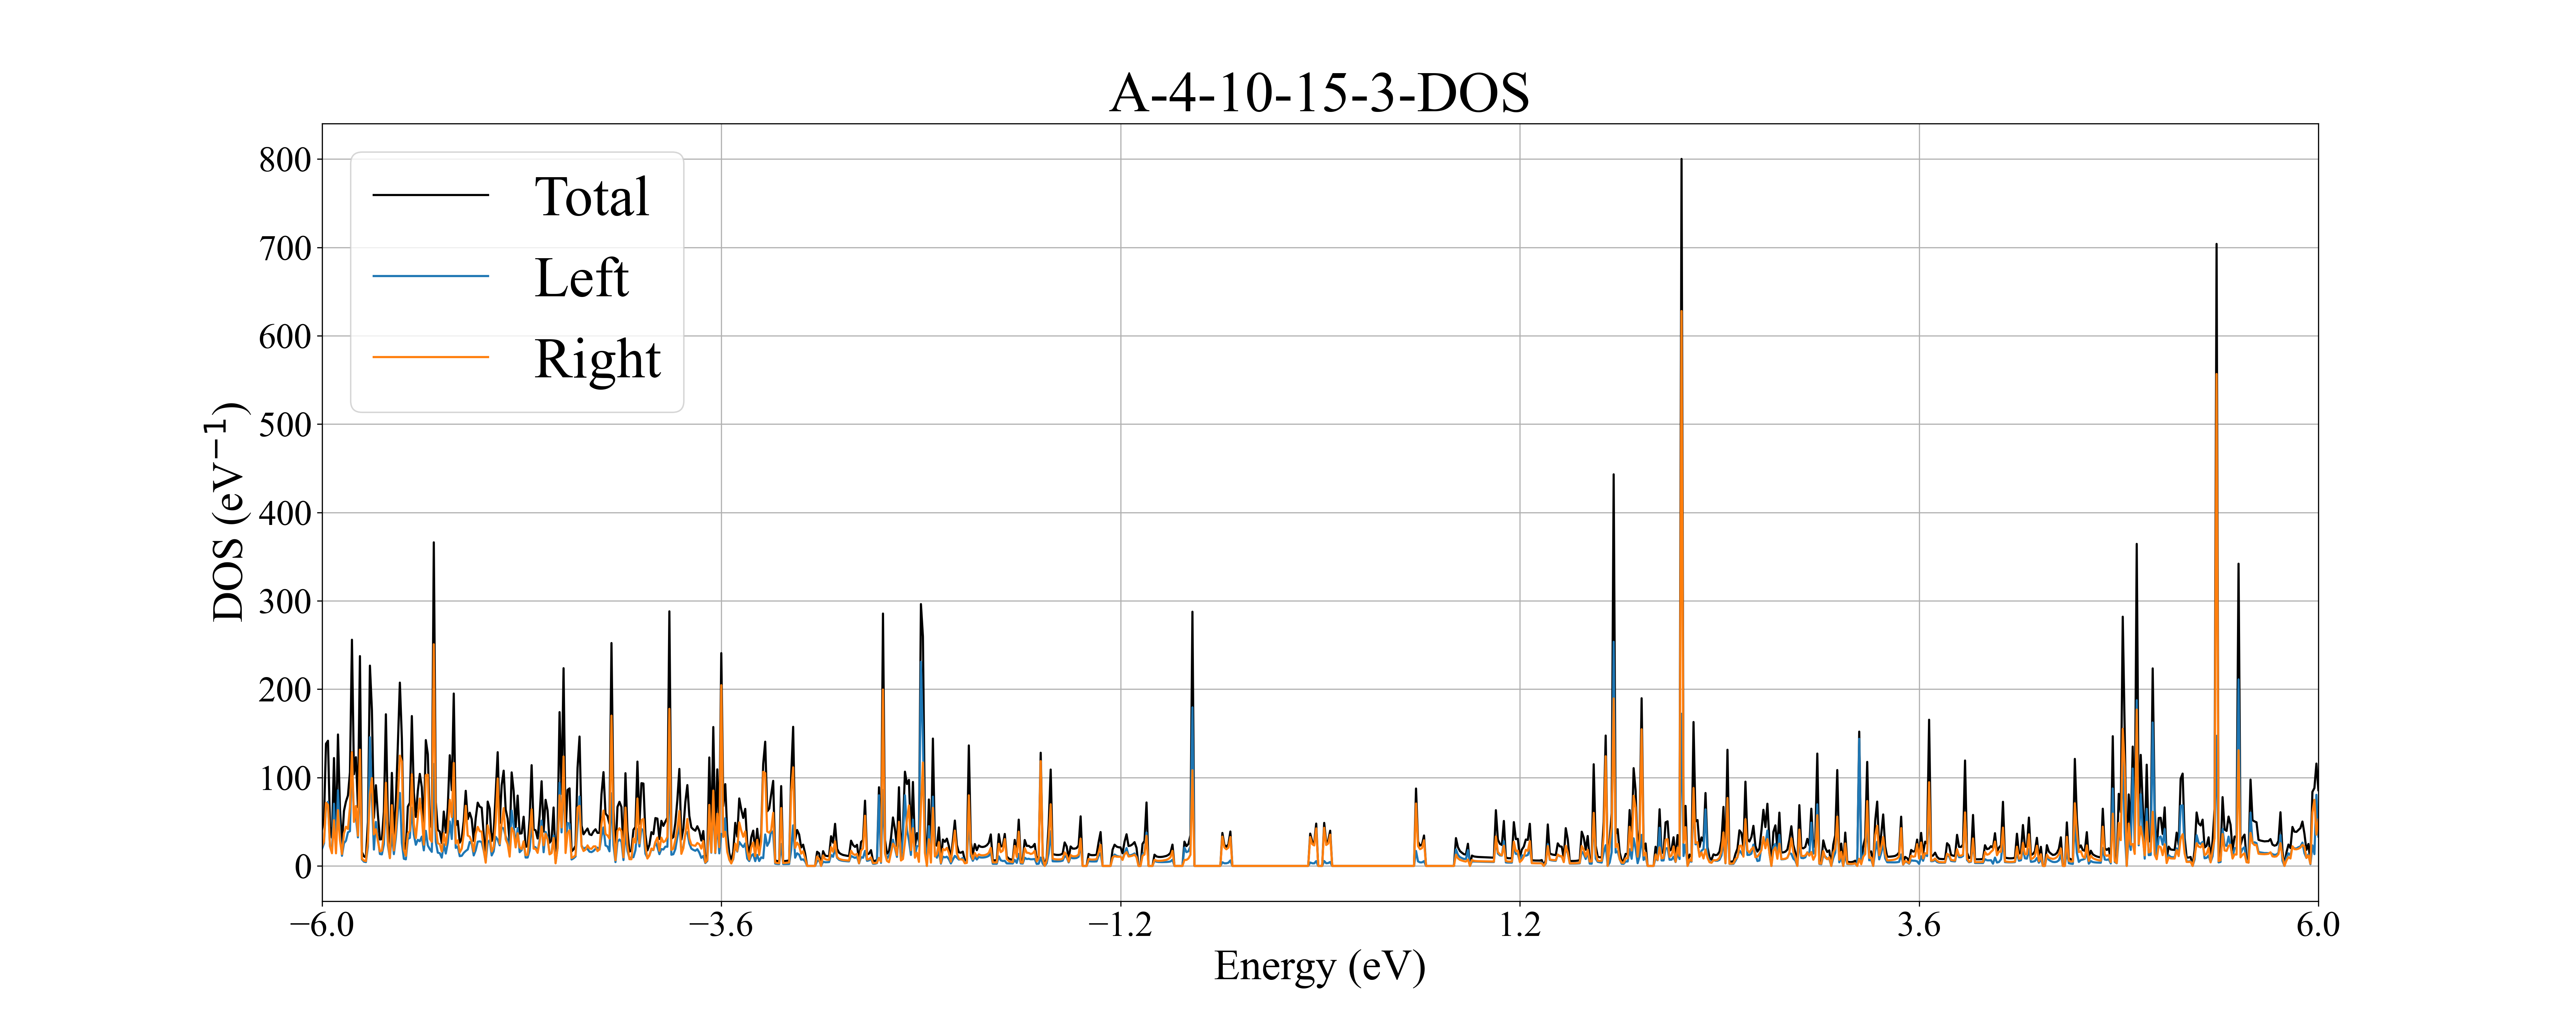 A-4-10-15-3-DOS
Total
Left
Right
800
700
600
500
400
300
200
100
0
DOS (eV⁻¹)
−6.0 −3.6 −1.2 1.2 3.6 6.0
Energy (eV)